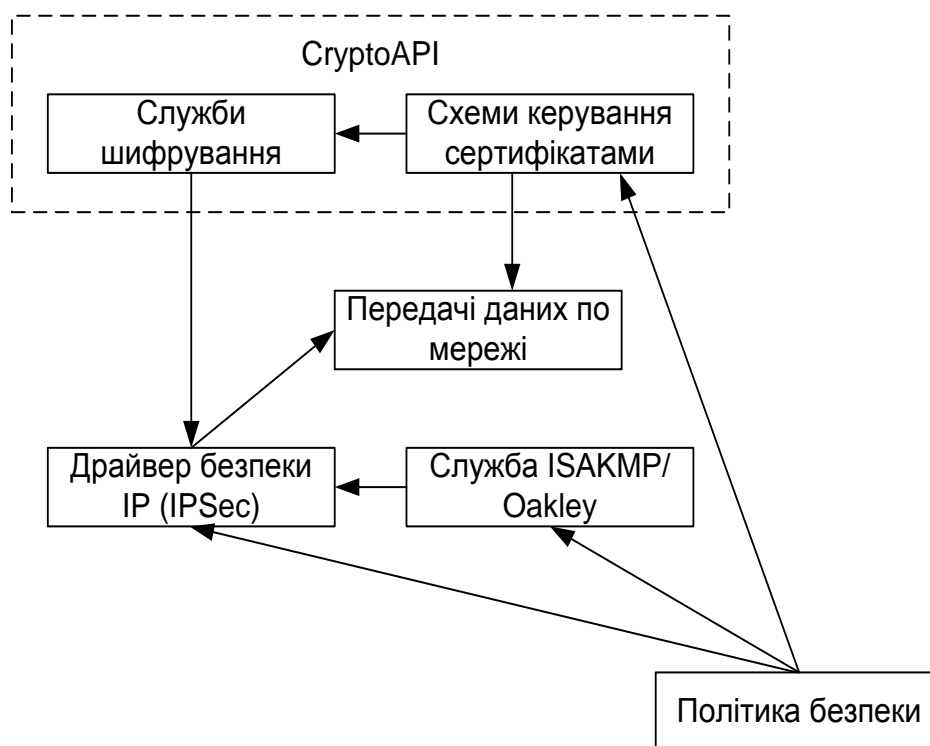 CryptoAPI
Служби
шифрування
Схеми керування
сертифікатами
Передачі даних по
мережі
Драйвер безпеки
IP (IPSec)
Служба ISAKMP/
Oakley
Політика безпеки